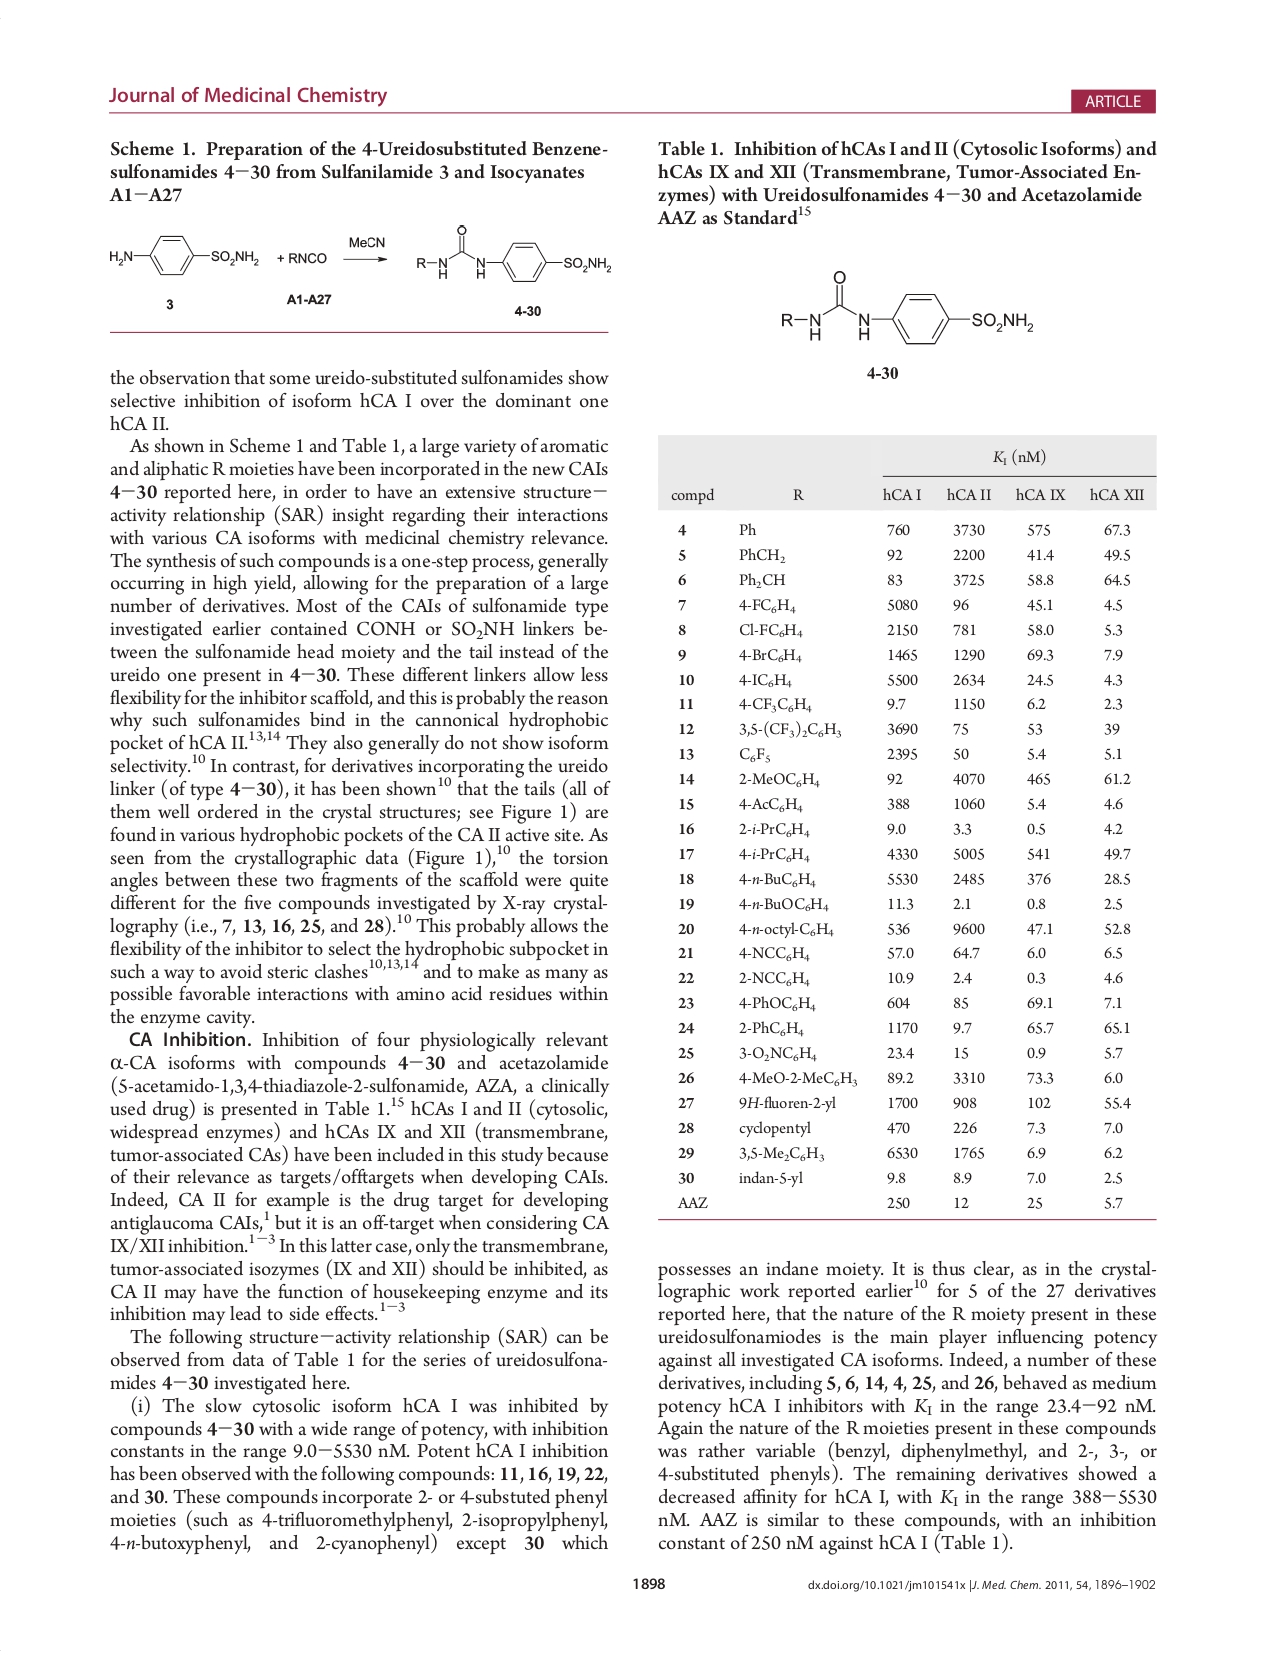 Journal of Medicinal Chemistry
ARTICLE
Scheme 1. Preparation of the 4-Ureidosubstituted Benzene-
sulfonamides 4−30 from Sulfanilamide 3 and Isocyanates
A1−A27
H2N
SO2NH2
+ RNCO
MeCN
O
R
N
H
N
H
SO2NH2
3
A1-A27
4-30
the observation that some ureido-substituted sulfonamides show
selective inhibition of isoform hCA I over the dominant one
hCA II.
As shown in Scheme 1 and Table 1, a large variety of aromatic
and aliphatic R moieties have been incorporated in the new CAIs
4−30 reported here, in order to have an extensive structure−
activity relationship (SAR) insight regarding their interactions
with various CA isoforms with medicinal chemistry relevance.
The synthesis of such compounds is a one-step process, generally
occurring in high yield, allowing for the preparation of a large
number of derivatives. Most of the CAIs of sulfonamide type
investigated earlier contained CONH or SO2NH linkers be-
tween the sulfonamide head moiety and the tail instead of the
ureido one present in 4−30. These different linkers allow less
flexibility for the inhibitor scaffold, and this is probably the reason
why such sulfonamides bind in the cannonical hydrophobic
pocket of hCA II.13,14 They also generally do not show isoform
selectivity.10 In contrast, for derivatives incorporating the ureido
linker (of type 4−30), it has been shown10 that the tails (all of
them well ordered in the crystal structures; see Figure 1) are
found in various hydrophobic pockets of the CA II active site. As
seen from the crystallographic data (Figure 1),10 the torsion
angles between these two fragments of the scaffold were quite
different for the five compounds investigated by X-ray crystal-
lography (i.e., 7, 13, 16, 25, and 28).10 This probably allows the
flexibility of the inhibitor to select the hydrophobic subpocket in
such a way to avoid steric clashes10,13,14 and to make as many as
possible favorable interactions with amino acid residues within
the enzyme cavity.
CA Inhibition. Inhibition of four physiologically relevant
α-CA isoforms with compounds 4−30 and acetazolamide
(5-acetamido-1,3,4-thiadiazole-2-sulfonamide, AZA, a clinically
used drug) is presented in Table 1.15 hCAs I and II (cytosolic,
widespread enzymes) and hCAs IX and XII (transmembrane,
tumor-associated CAs) have been included in this study because
of their relevance as targets/offtargets when developing CAIs.
Indeed, CA II for example is the drug target for developing
antiglaucoma CAIs,1 but it is an off-target when considering CA
IX/XII inhibition.1−3 In this latter case, only the transmembrane,
tumor-associated isozymes (IX and XII) should be inhibited, as
CA II may have the function of housekeeping enzyme and its
inhibition may lead to side effects.1−3
The following structure−activity relationship (SAR) can be
observed from data of Table 1 for the series of ureidosulfona-
mides 4−30 investigated here.
(i) The slow cytosolic isoform hCA I was inhibited by
compounds 4−30 with a wide range of potency, with inhibition
constants in the range 9.0−5530 nM. Potent hCA I inhibition
has been observed with the following compounds: 11, 16, 19, 22,
and 30. These compounds incorporate 2- or 4-substuted phenyl
moieties (such as 4-trifluoromethylphenyl, 2-isopropylphenyl,
4-n-butoxyphenyl, and 2-cyanophenyl) except 30 which
Table 1. Inhibition of hCAs I and II (Cytosolic Isoforms) and
hCAs IX and XII (Transmembrane, Tumor-Associated En-
zymes) with Ureidosulfonamides 4−30 and Acetazolamide
AAZ as Standard15
O
R
N
H
N
H
SO2NH2
4-30
KI (nM)
compd R hCA I hCA II hCA IX hCA XII
4 Ph 760 3730 575 67.3
5 PhCH2 92 2200 41.4 49.5
6 Ph2CH 83 3725 58.8 64.5
7 4-FC6H4 5080 96 45.1 4.5
8 Cl-FC6H4 2150 781 58.0 5.3
9 4-BrC6H4 1465 1290 69.3 7.9
10 4-IC6H4 5500 2634 24.5 4.3
11 4-CF3C6H4 9.7 1150 6.2 2.3
12 3,5-(CF3)2C6H3 3690 75 53 39
13 C6F5 2395 50 5.4 5.1
14 2-MeOC6H4 92 4070 465 61.2
15 4-AcC6H4 388 1060 5.4 4.6
16 2-i-PrC6H4 9.0 3.3 0.5 4.2
17 4-i-PrC6H4 4330 5005 541 49.7
18 4-n-BuC6H4 5530 2485 376 28.5
19 4-n-BuOC6H4 11.3 2.1 0.8 2.5
20 4-n-octyl-C6H4 536 9600 47.1 52.8
21 4-NCC6H4 57.0 64.7 6.0 6.5
22 2-NCC6H4 10.9 2.4 0.3 4.6
23 4-PhOC6H4 604 85 69.1 7.1
24 2-PhC6H4 1170 9.7 65.7 65.1
25 3-O2NC6H4 23.4 15 0.9 5.7
26 4-MeO-2-MeC6H3 89.2 3310 73.3 6.0
27 9H-fluoren-2-yl 1700 908 102 55.4
28 cyclopentyl 470 226 7.3 7.0
29 3,5-Me2C6H3 6530 1765 6.9 6.2
30 indan-5-yl 9.8 8.9 7.0 2.5
AAZ 250 12 25 5.7
possesses an indane moiety. It is thus clear, as in the crystal-
lographic work reported earlier10 for 5 of the 27 derivatives
reported here, that the nature of the R moiety present in these
ureidosulfonamiodes is the main player influencing potency
against all investigated CA isoforms. Indeed, a number of these
derivatives, including 5, 6, 14, 4, 25, and 26, behaved as medium
potency hCA I inhibitors with KI in the range 23.4−92 nM.
Again the nature of the R moieties present in these compounds
was rather variable (benzyl, diphenylmethyl, and 2-, 3-, or
4-substituted phenyls). The remaining derivatives showed a
decreased affinity for hCA I, with KI in the range 388−5530
nM. AAZ is similar to these compounds, with an inhibition
constant of 250 nM against hCA I (Table 1).
1898
dx.doi.org/10.1021/jm101541x |J. Med. Chem. 2011, 54, 1896–1902